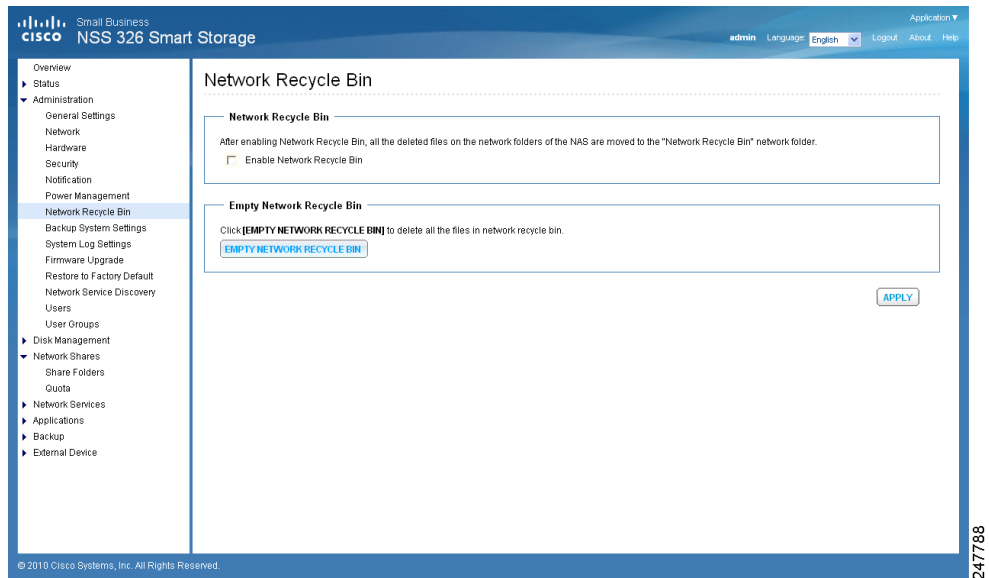 Small Business
CISCO NSS 326 Smart Storage
Application
admin Language: English Logout About Help
Overview
Status
Administration
General Settings
Network
Hardware
Security
Notification
Power Management
Network Recycle Bin
Backup System Settings
System Log Settings
Firmware Upgrade
Restore to Factory Default
Network Service Discovery
Users
User Groups
Disk Management
Network Shares
Share Folders
Quota
Network Services
Applications
Backup
External Device
Network Recycle Bin
Network Recycle Bin
After enabling Network Recycle Bin, all the deleted files on the network folders of the NAS are moved to the "Network Recycle Bin" network folder.
Enable Network Recycle Bin
Empty Network Recycle Bin
Click [EMPTY NETWORK RECYCLE BIN] to delete all the files in network recycle bin.
EMPTY NETWORK RECYCLE BIN
APPLY
© 2010 Cisco Systems, Inc. All Rights Reserved.
247788